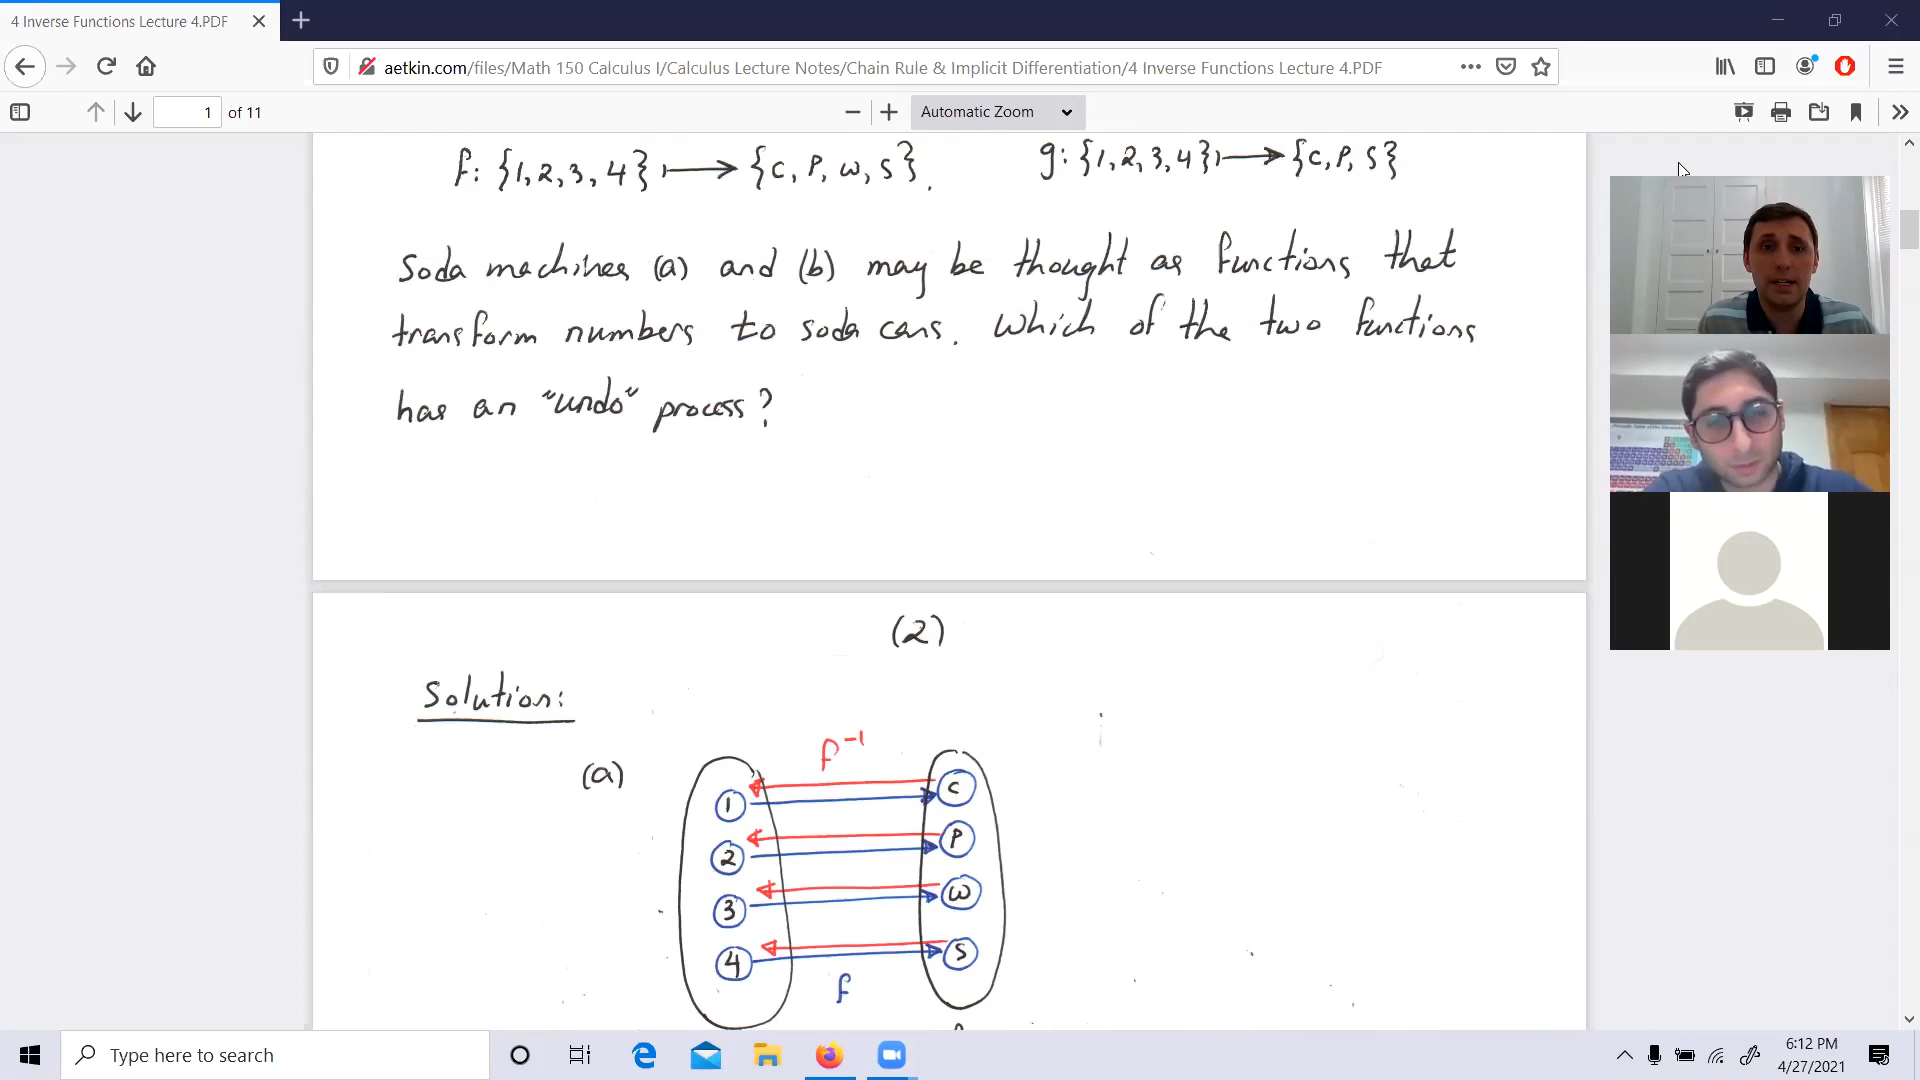 4 Inverse Functions Lecture 4.PDF
aetkin.com/files/Math 150 Calculus I/Calculus Lecture Notes/Chain Rule & Implicit Differentiation/4 Inverse Functions Lecture 4.PDF
1 of 11
Automatic Zoom
f: {1, 2, 3, 4} ↦ {C, P, W, S}.
g: {1, 2, 3, 4} ↦ {C, P, S}
Soda machines (a) and (b) may be thought as functions that
transform numbers to soda cans. Which of the two functions
has an "undo" process?
(2)
Solution:
(a)
f⁻¹
1 C
2 P
3 W
4 S
f
Type here to search
6:12 PM
4/27/2021